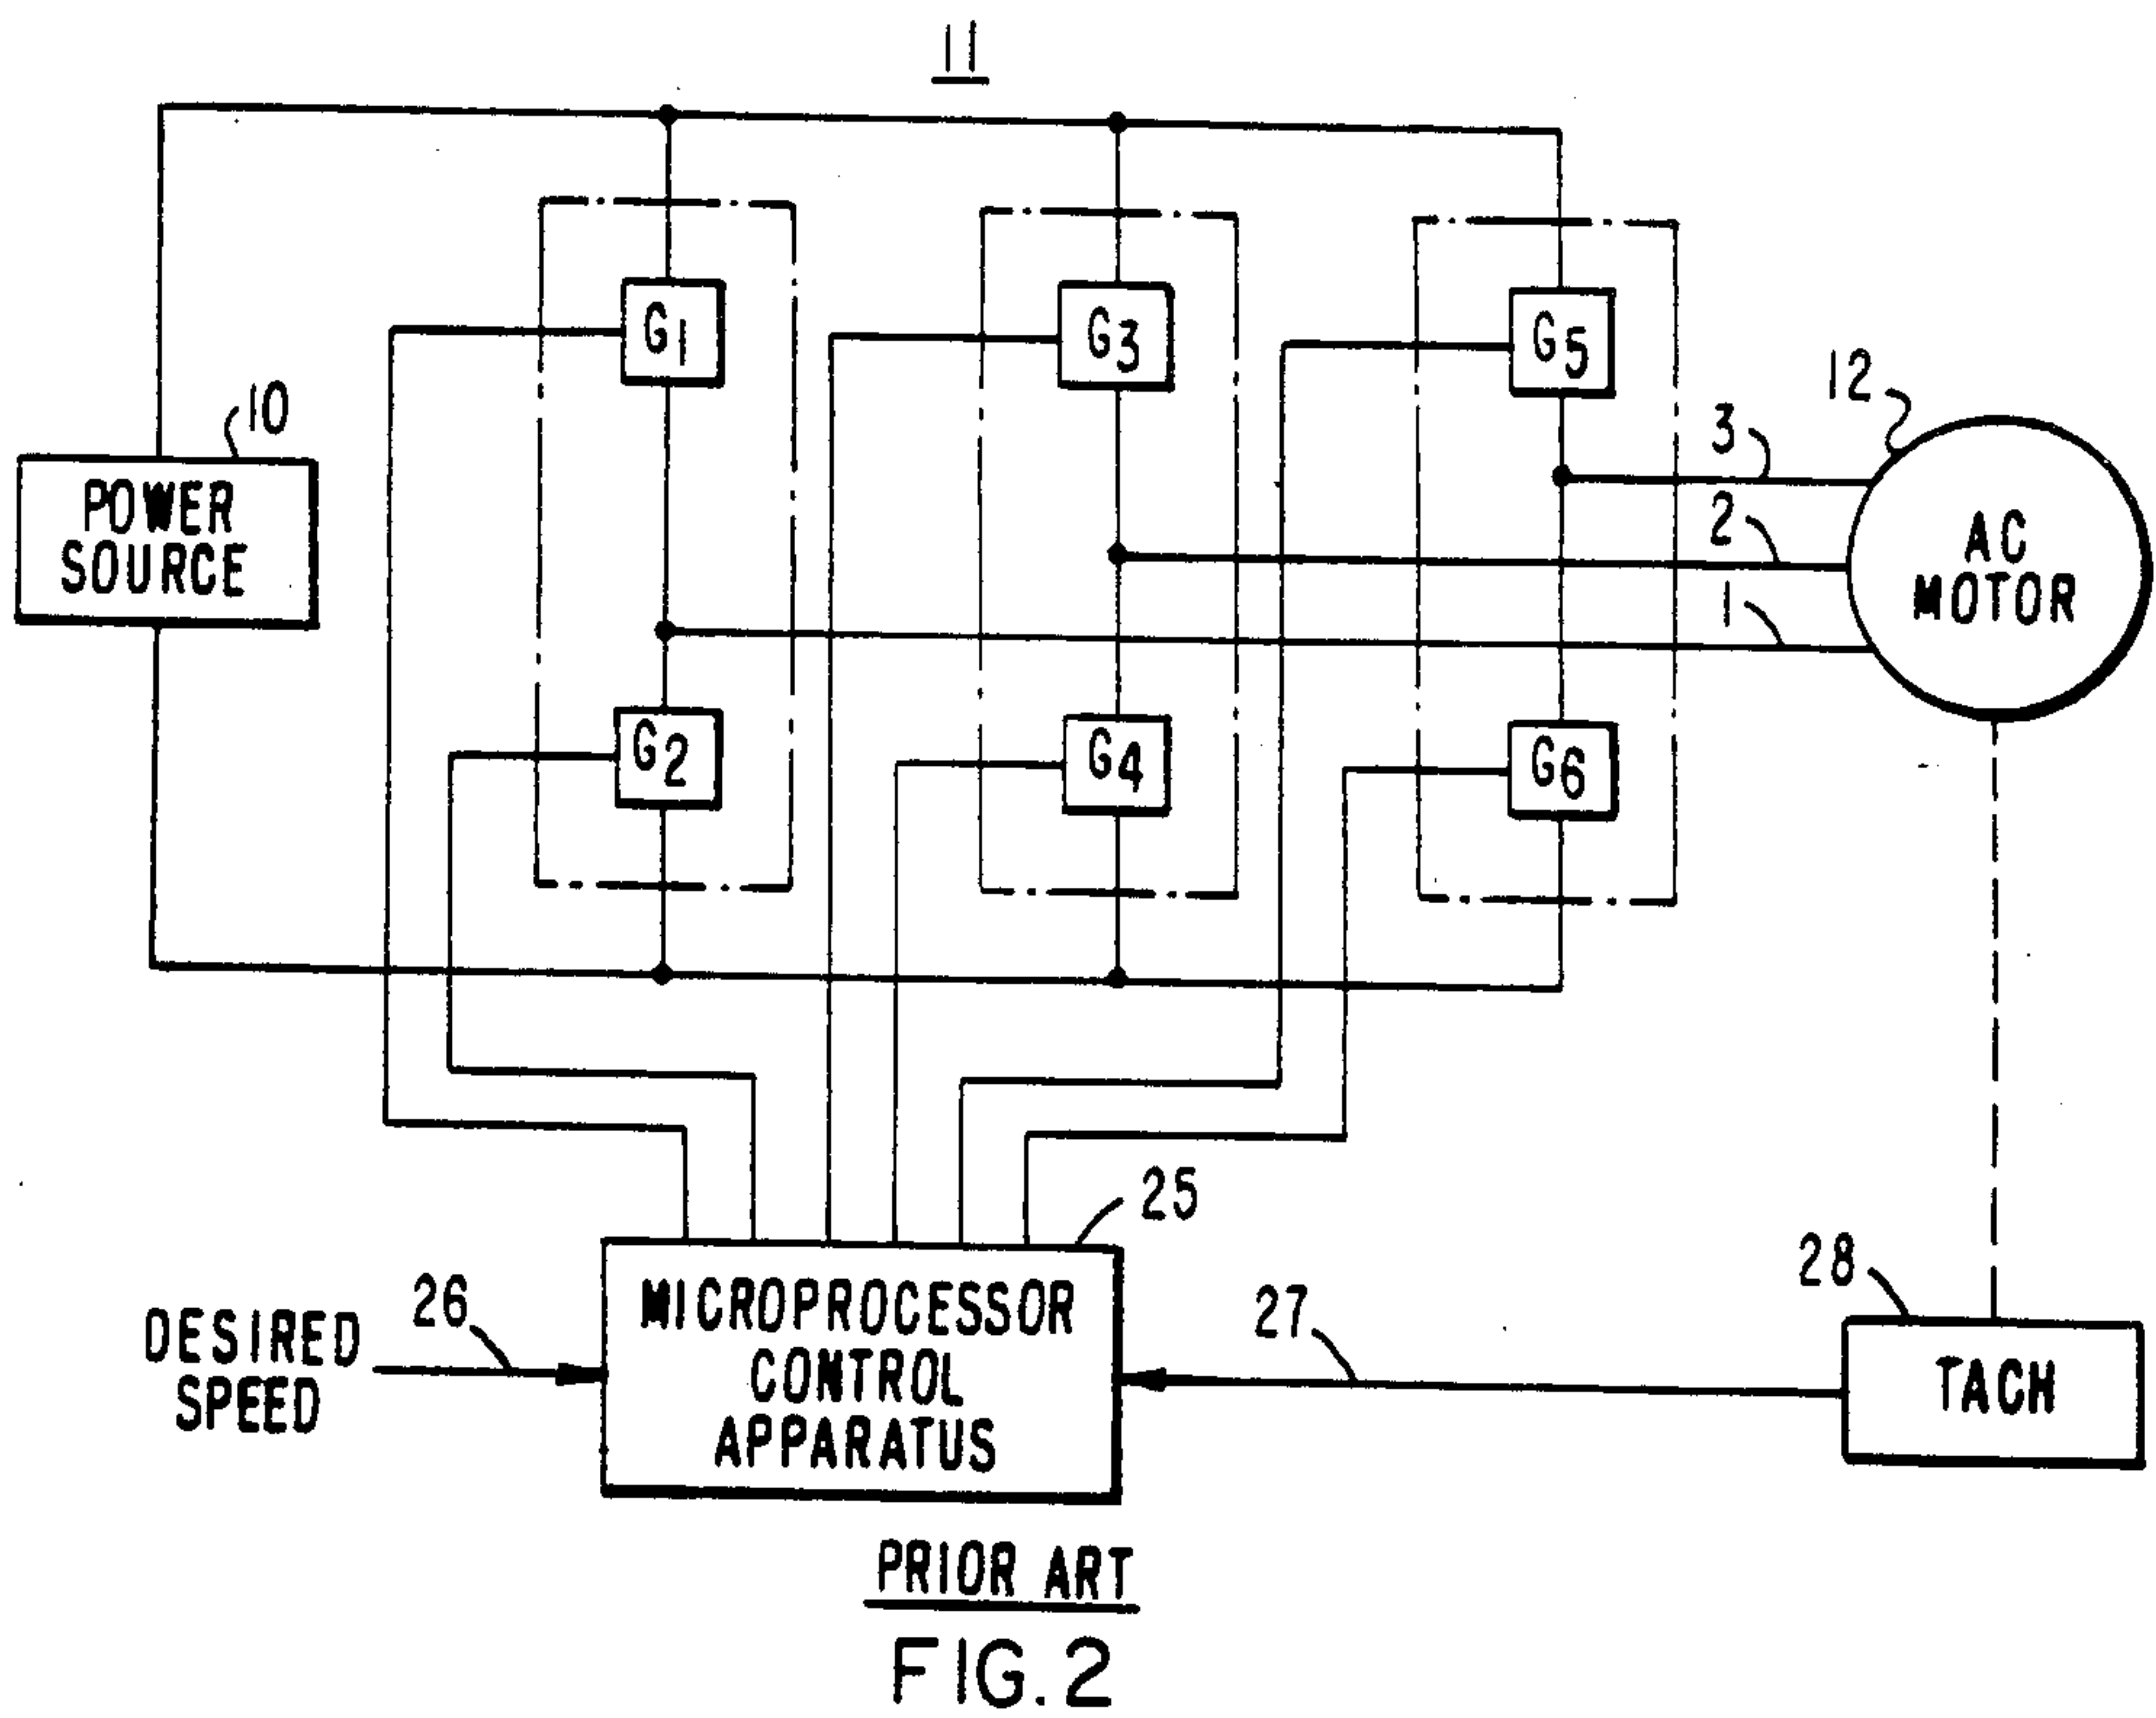 11
G1
G3
G5
10
POWER
SOURCE
12
3
2
1
AC
MOTOR
G2
G4
G6
25
26
DESIRED
SPEED
MICROPROCESSOR
CONTROL
APPARATUS
27
28
TACH
PRIOR ART
FIG. 2